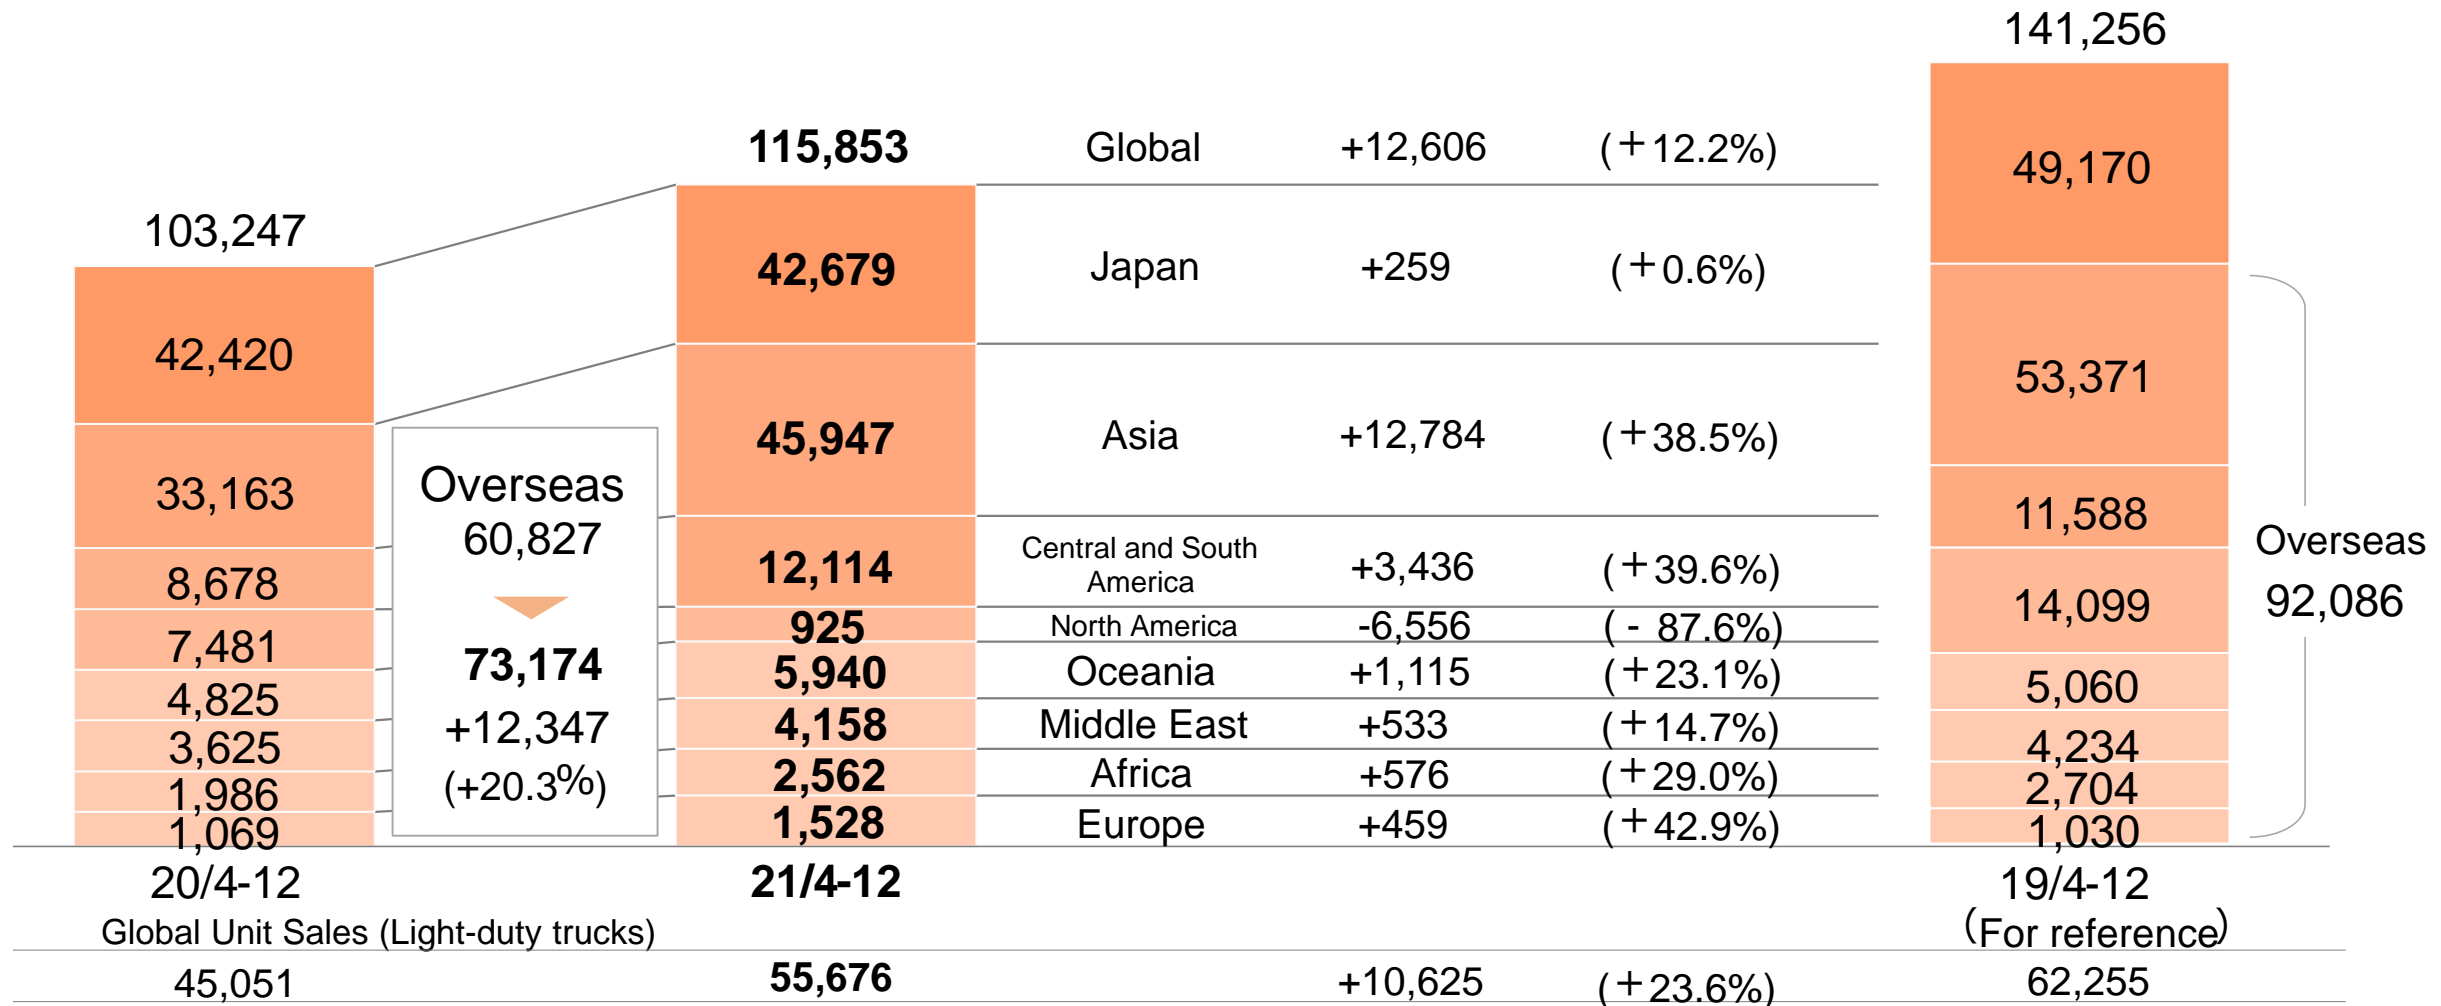 141,256
115,853 Global +12,606 (+12.2%)
49,170
103,247
42,679 Japan +259 (+0.6%)
42,420
53,371
45,947 Asia +12,784 (+38.5%)
Overseas
33,163
60,827
11,588
Overseas
Central and South
America
12,114 +3,436 (+39.6%)
8,678
14,099
92,086
925 North America -6,556 (- 87.6%)
7,481
73,174
5,940 Oceania +1,115 (+23.1%)
4,825
5,060
+12,347
4,158 Middle East +533 (+14.7%)
3,625
4,234
(+20.3%)
2,562 Africa +576 (+29.0%)
1,986
2,704
1,528 Europe +459 (+42.9%)
1,069
1,030
20/4-12 21/4-12 19/4-12
Global Unit Sales (Light-duty trucks) (For reference)
45,051 55,676 +10,625 (+23.6%) 62,255